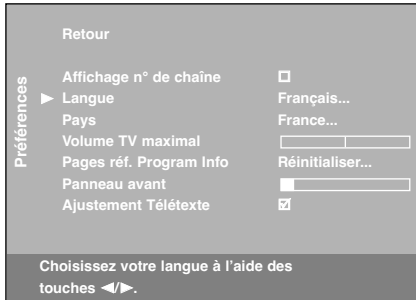 Retour
Préférences
Affichage n° de chaîne
Langue Français...
Pays France...
Volume TV maximal
Pages réf. Program Info Réinitialiser...
Panneau avant
Ajustement Télétexte
Choisissez votre langue à l'aide des
touches ◀/▶.